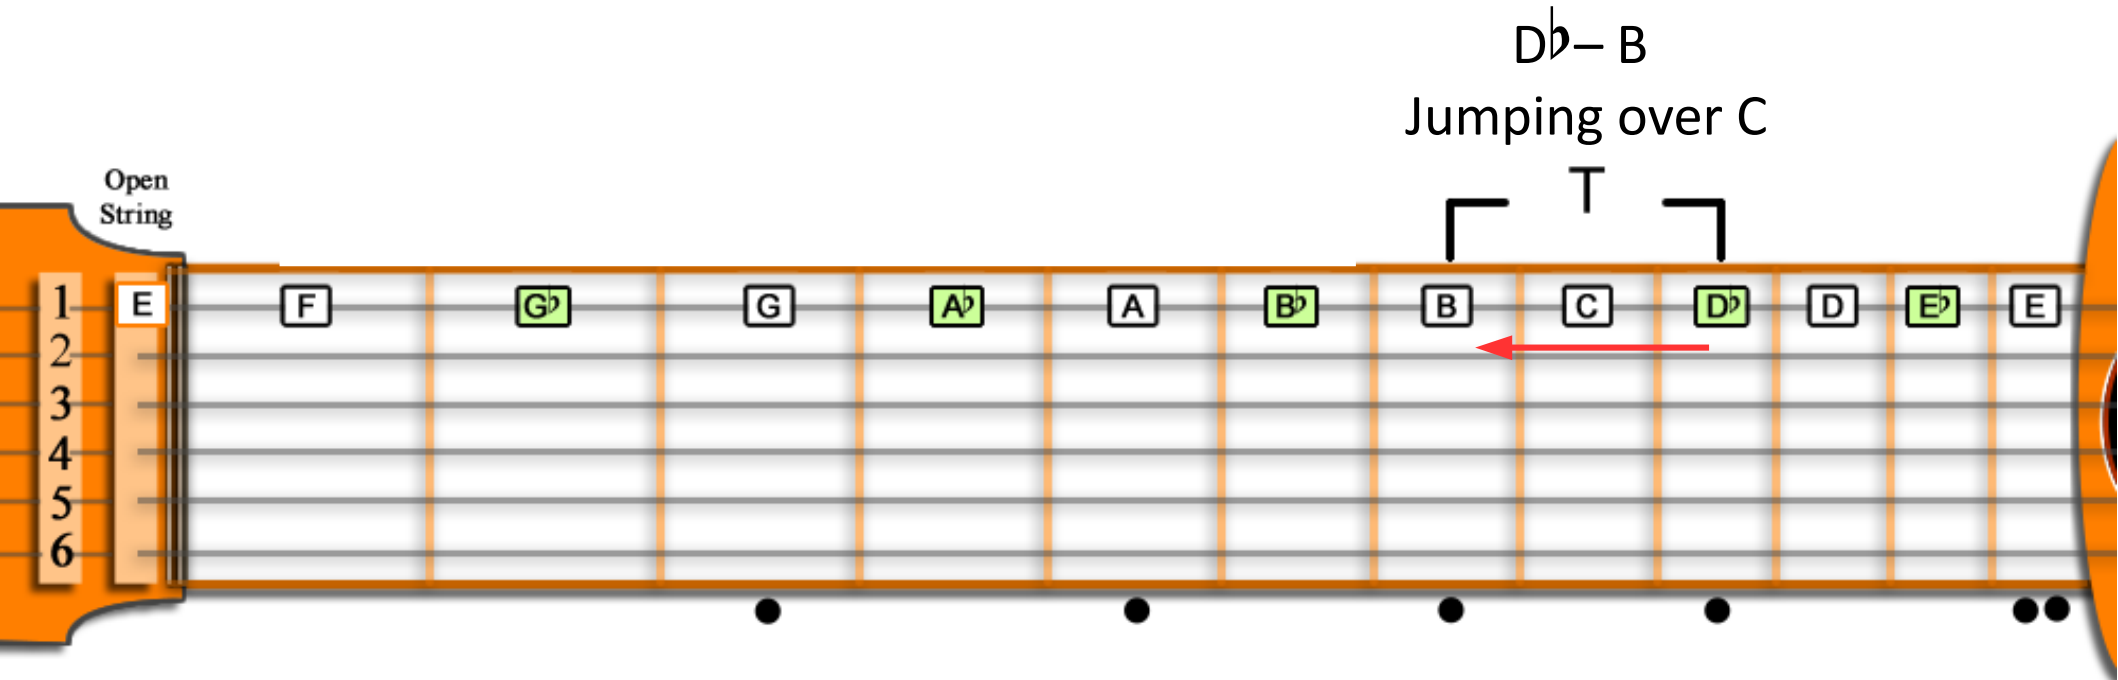 D♭– B
Jumping over C
T
Open
String
1 E F G♭ G A♭ A B♭ B C D♭ D E♭ E
2
3
4
5
6